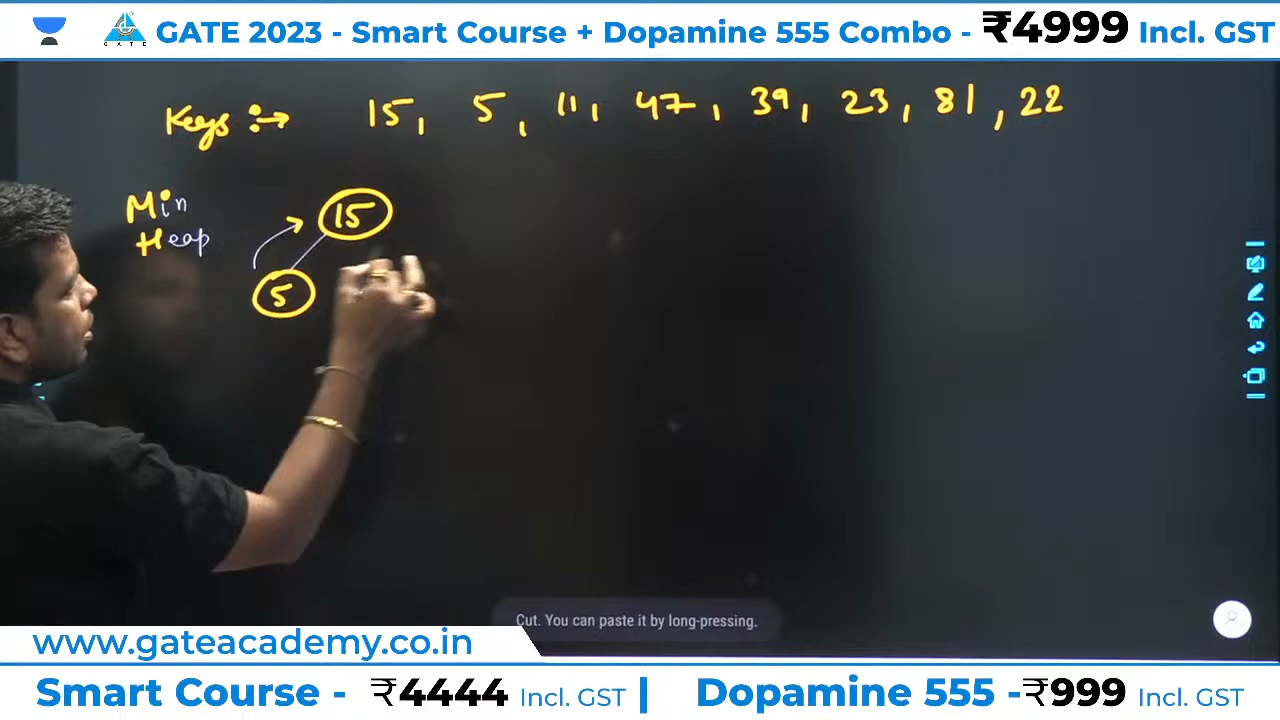 GATE
GATE 2023 - Smart Course + Dopamine 555 Combo - ₹4999 Incl. GST
Keys :→ 15, 5, 11, 47, 39, 23, 81, 22
Min
Heap
15
5
Cut. You can paste it by long-pressing.
www.gateacademy.co.in
Smart Course - ₹4444 Incl. GST | Dopamine 555 -₹999 Incl. GST